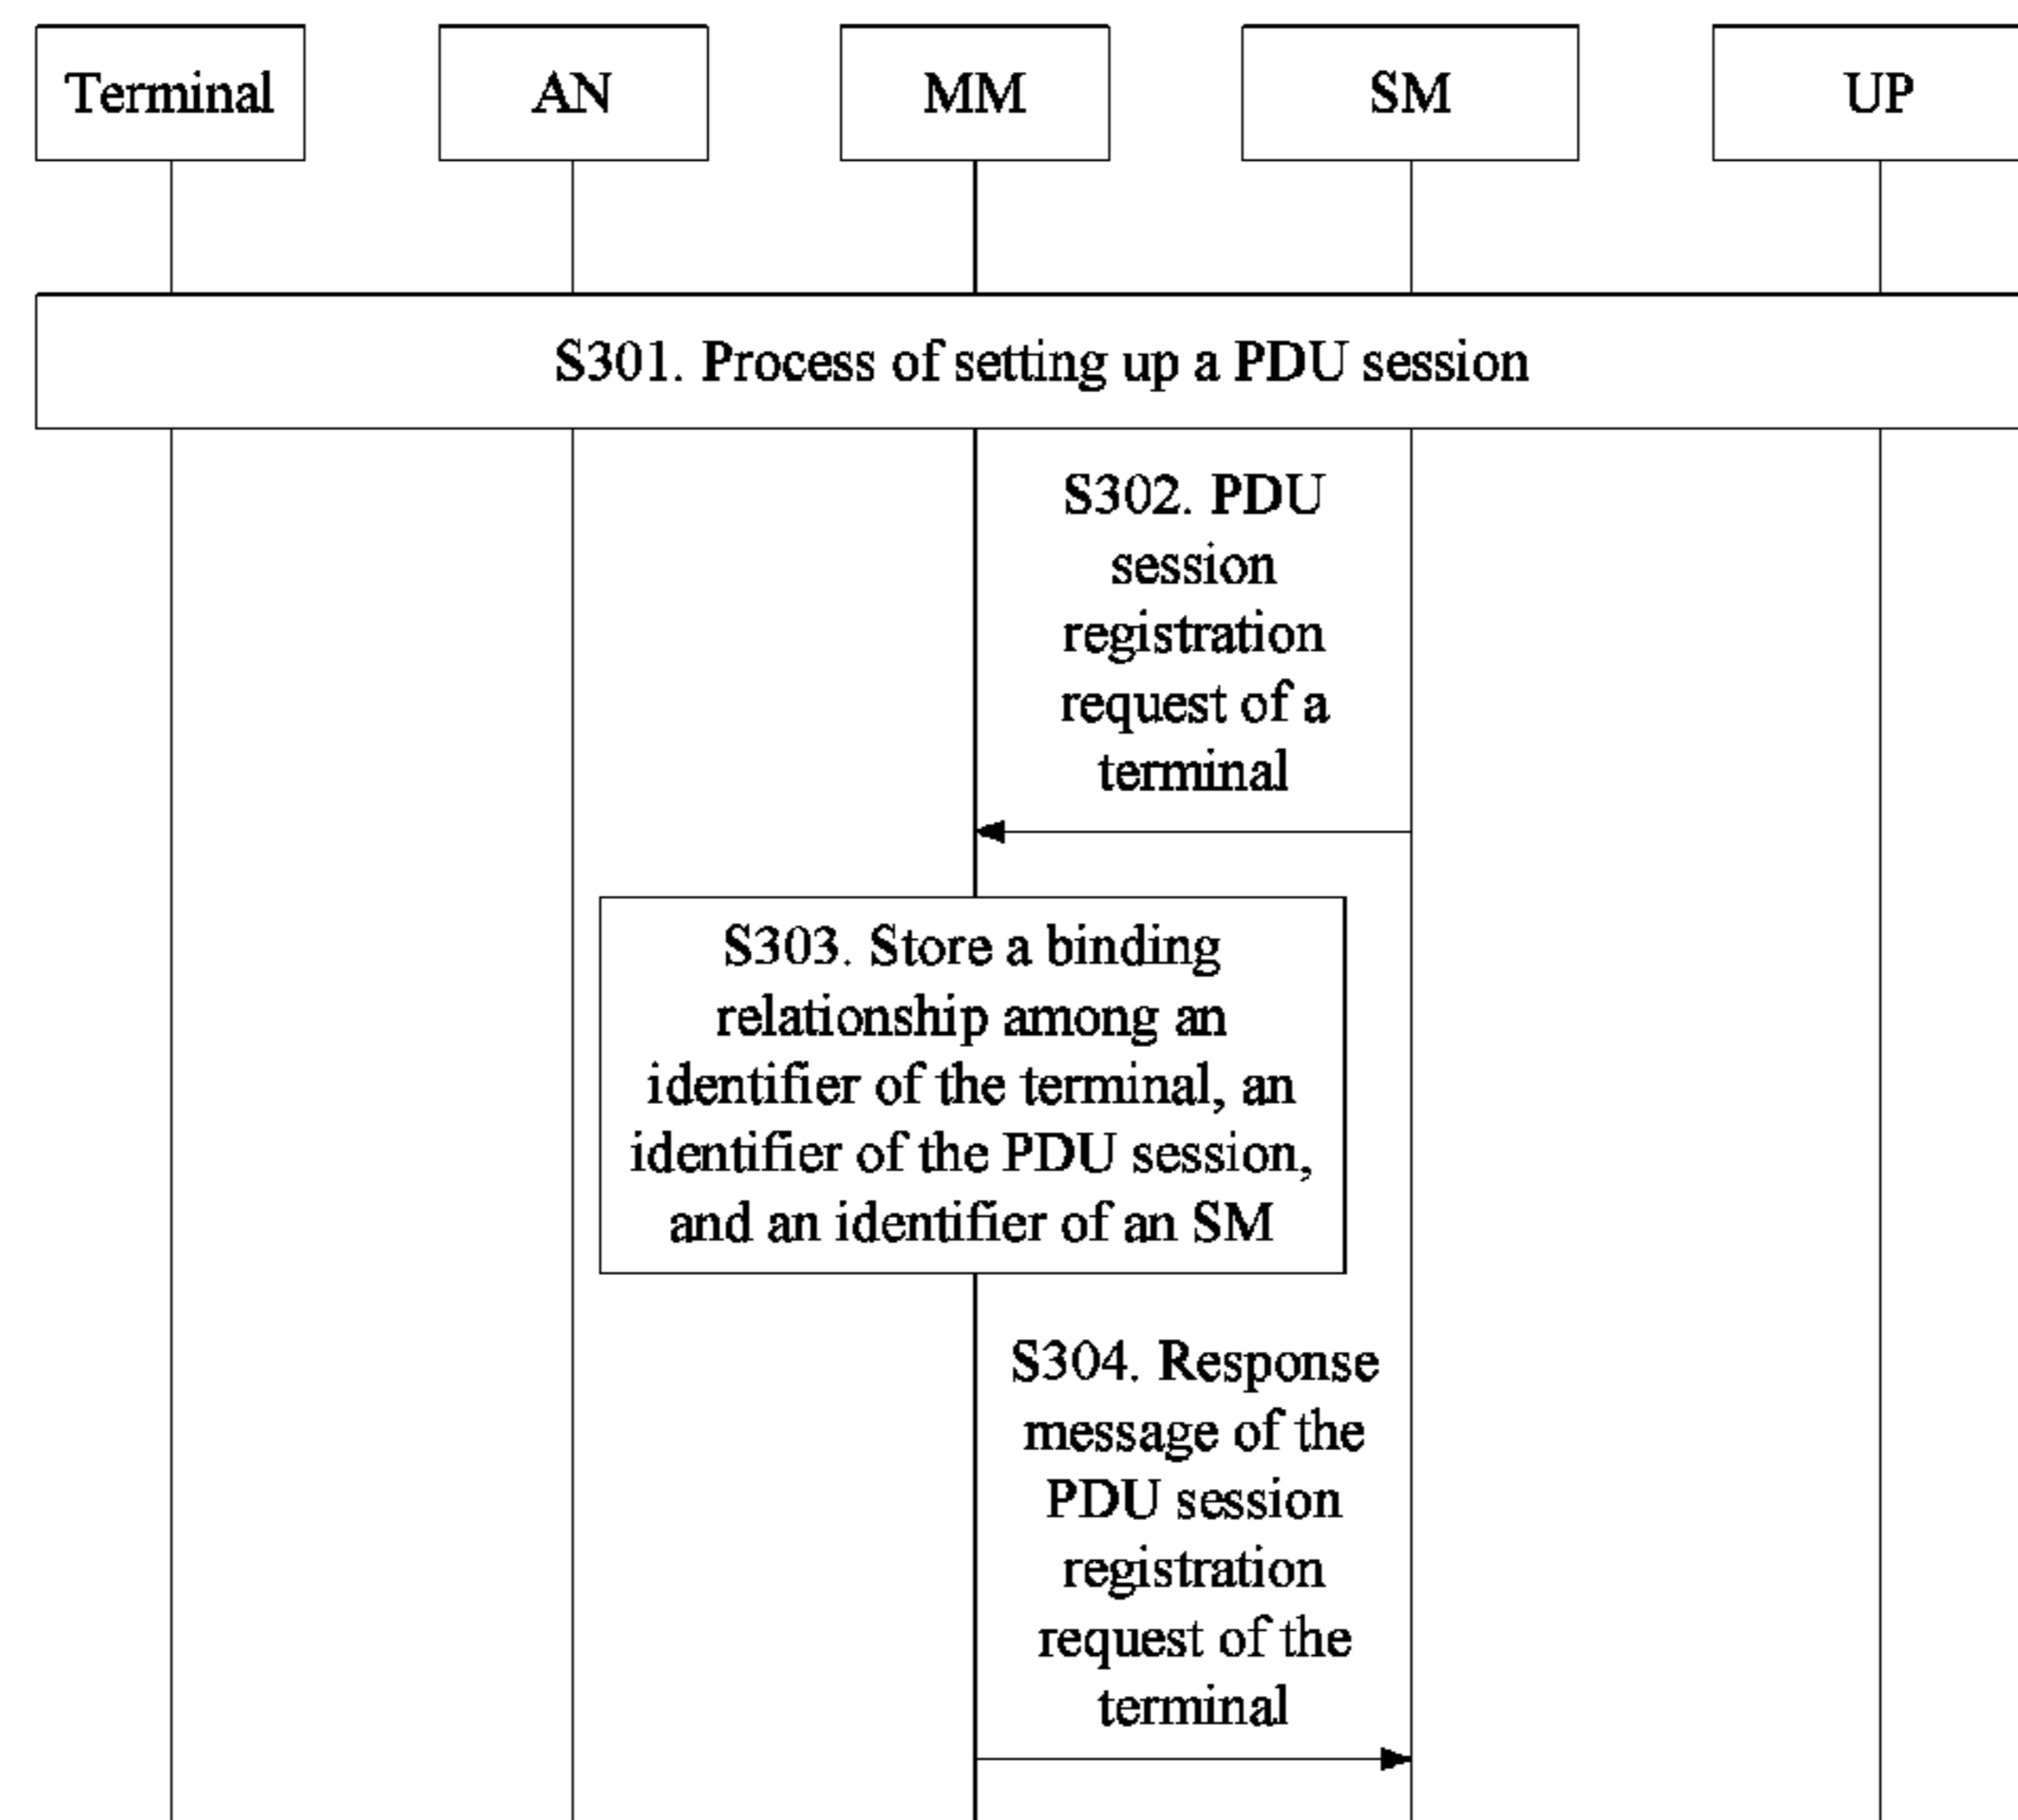 Terminal
AN
MM
SM
UP
S301. Process of setting up a PDU session
S302. PDU
session
registration
request of a
terminal
S303. Store a binding
relationship among an
identifier of the terminal, an
identifier of the PDU session,
and an identifier of an SM
S304. Response
message of the
PDU session
registration
request of the
terminal